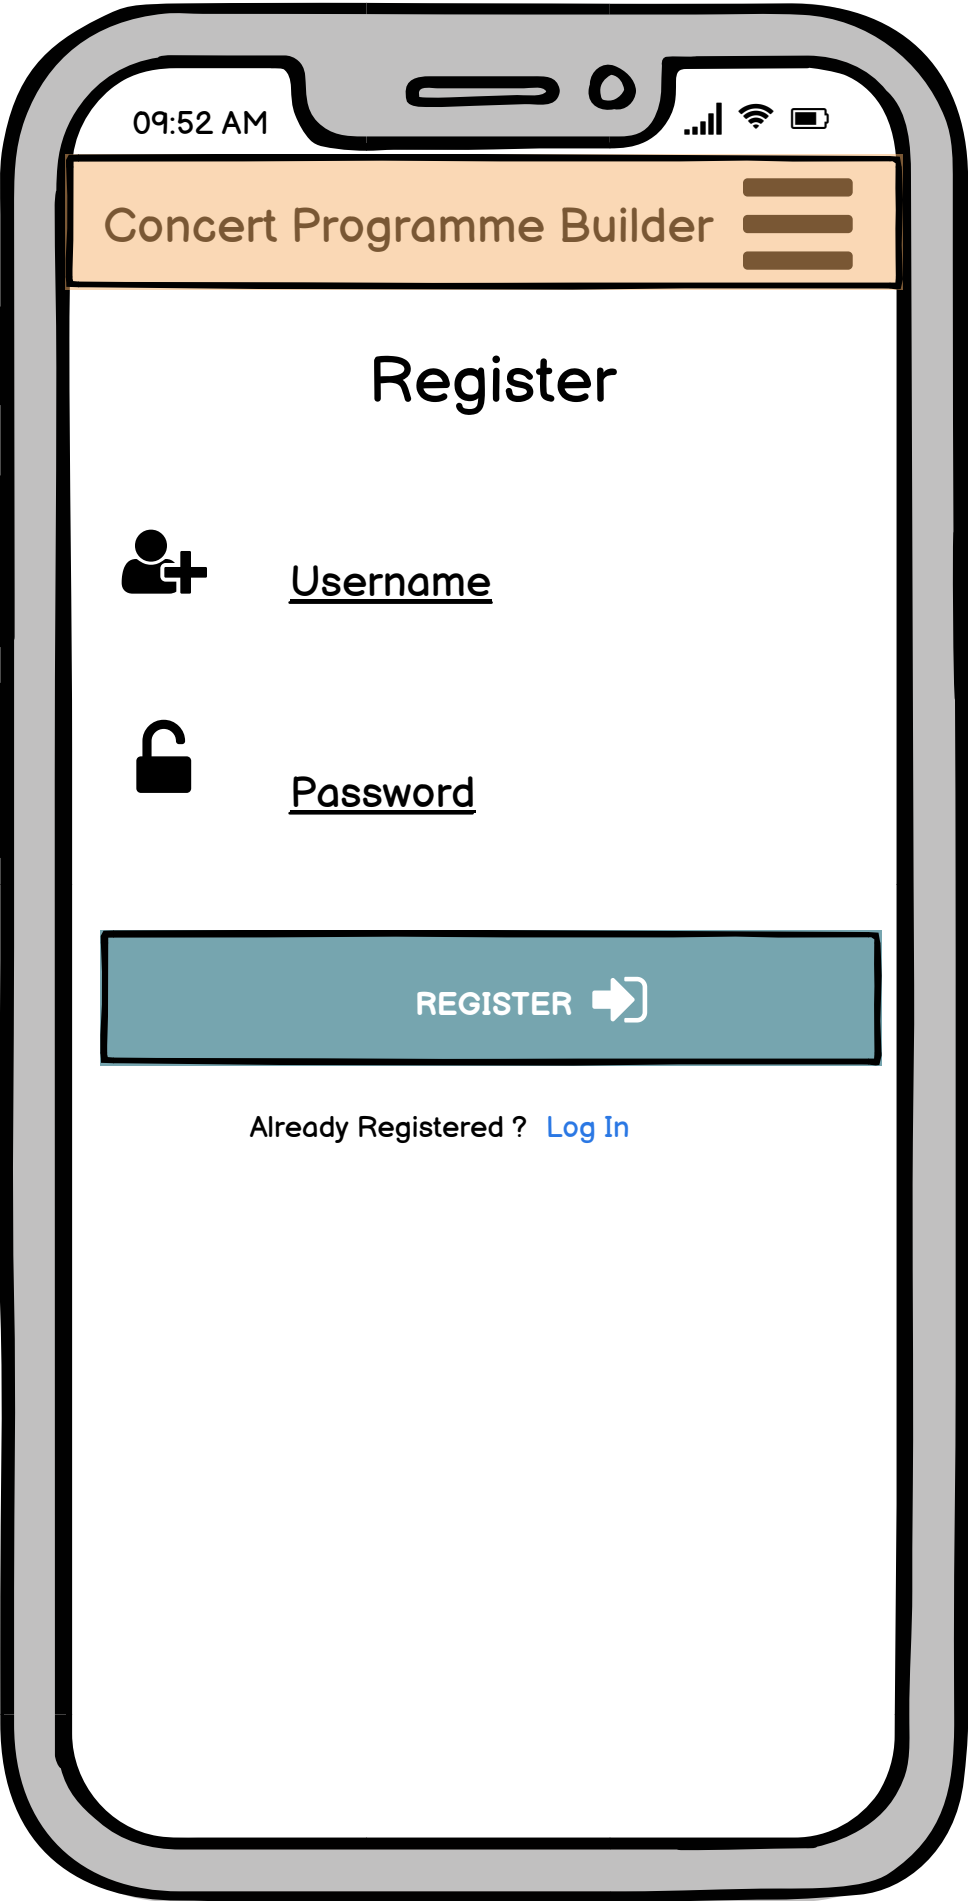 09:52 AM
Concert Programme Builder
Register
Username
Password
REGISTER
Already Registered ? Log In